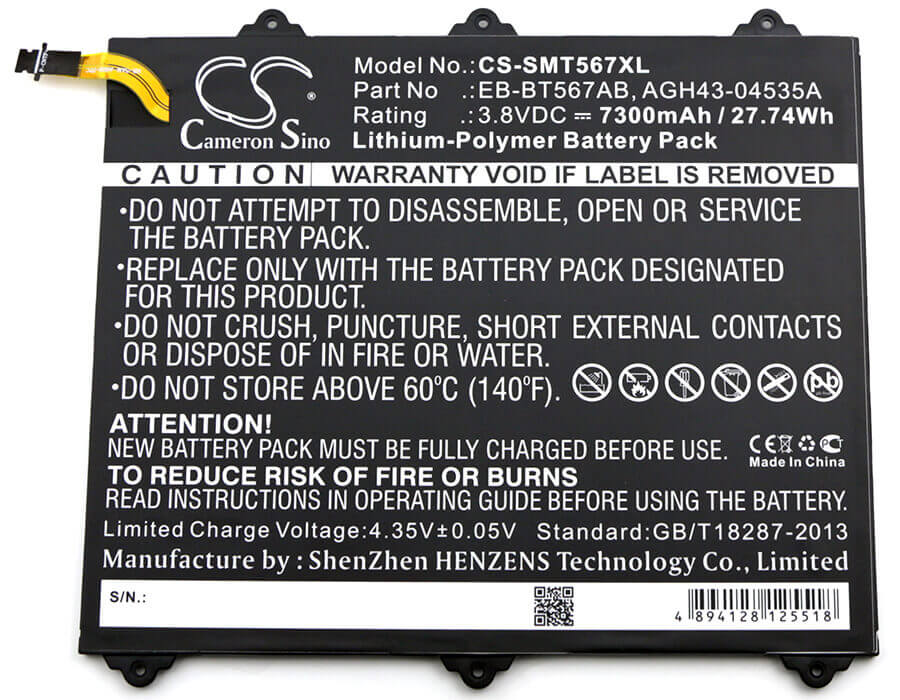 CS
Cameron Sino
®
Model No.:CS-SMT567XL
Part No :EB-BT567AB, AGH43-04535A
Rating :3.8VDC ⎓ 7300mAh / 27.74Wh
Lithium-Polymer Battery Pack
CAUTION WARRANTY VOID IF LABEL IS REMOVED
•DO NOT ATTEMPT TO DISASSEMBLE, OPEN OR SERVICE
THE BATTERY PACK.
•REPLACE ONLY WITH THE BATTERY PACK DESIGNATED
FOR THIS PRODUCT.
•DO NOT CRUSH, PUNCTURE, SHORT EXTERNAL CONTACTS
OR DISPOSE OF IN FIRE OR WATER.
•DO NOT STORE ABOVE 60ºC (140ºF).
Pb
ATTENTION!
NEW BATTERY PACK MUST BE FULLY CHARGED BEFORE USE.
CE
Made In China
TO REDUCE RISK OF FIRE OR BURNS
READ INSTRUCTIONS IN OPERATING GUIDE BEFORE USING THE BATTERY.
Limited Charge Voltage:4.35V±0.05V Standard:GB/T18287-2013
Manufacture by : ShenZhen HENZENS Technology Co., Limited
S/N.:
4 894128 125518